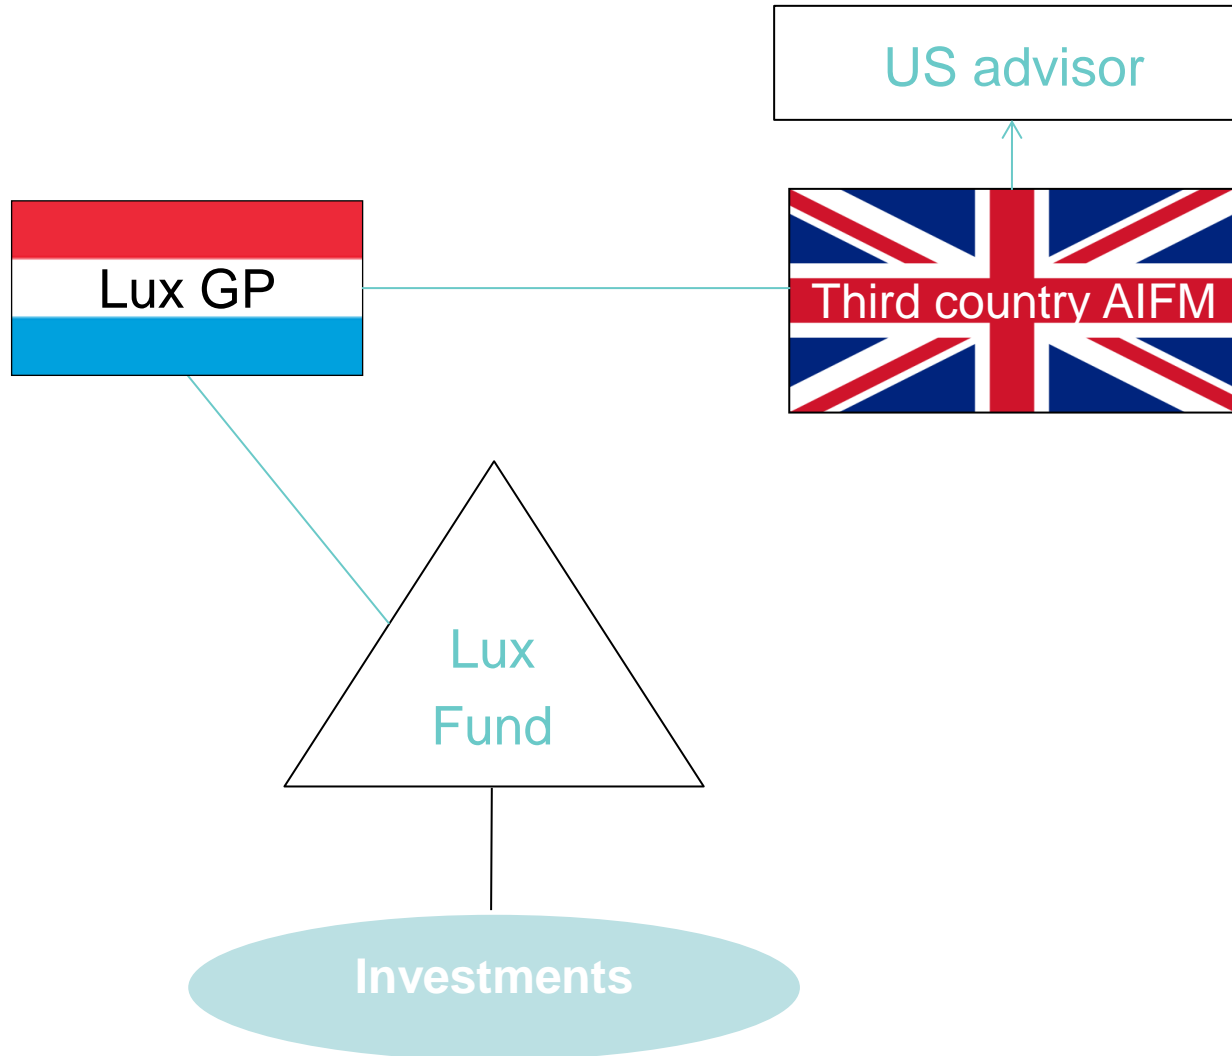 US advisor
Lux GP
Third country AIFM
Lux
Fund
Investments